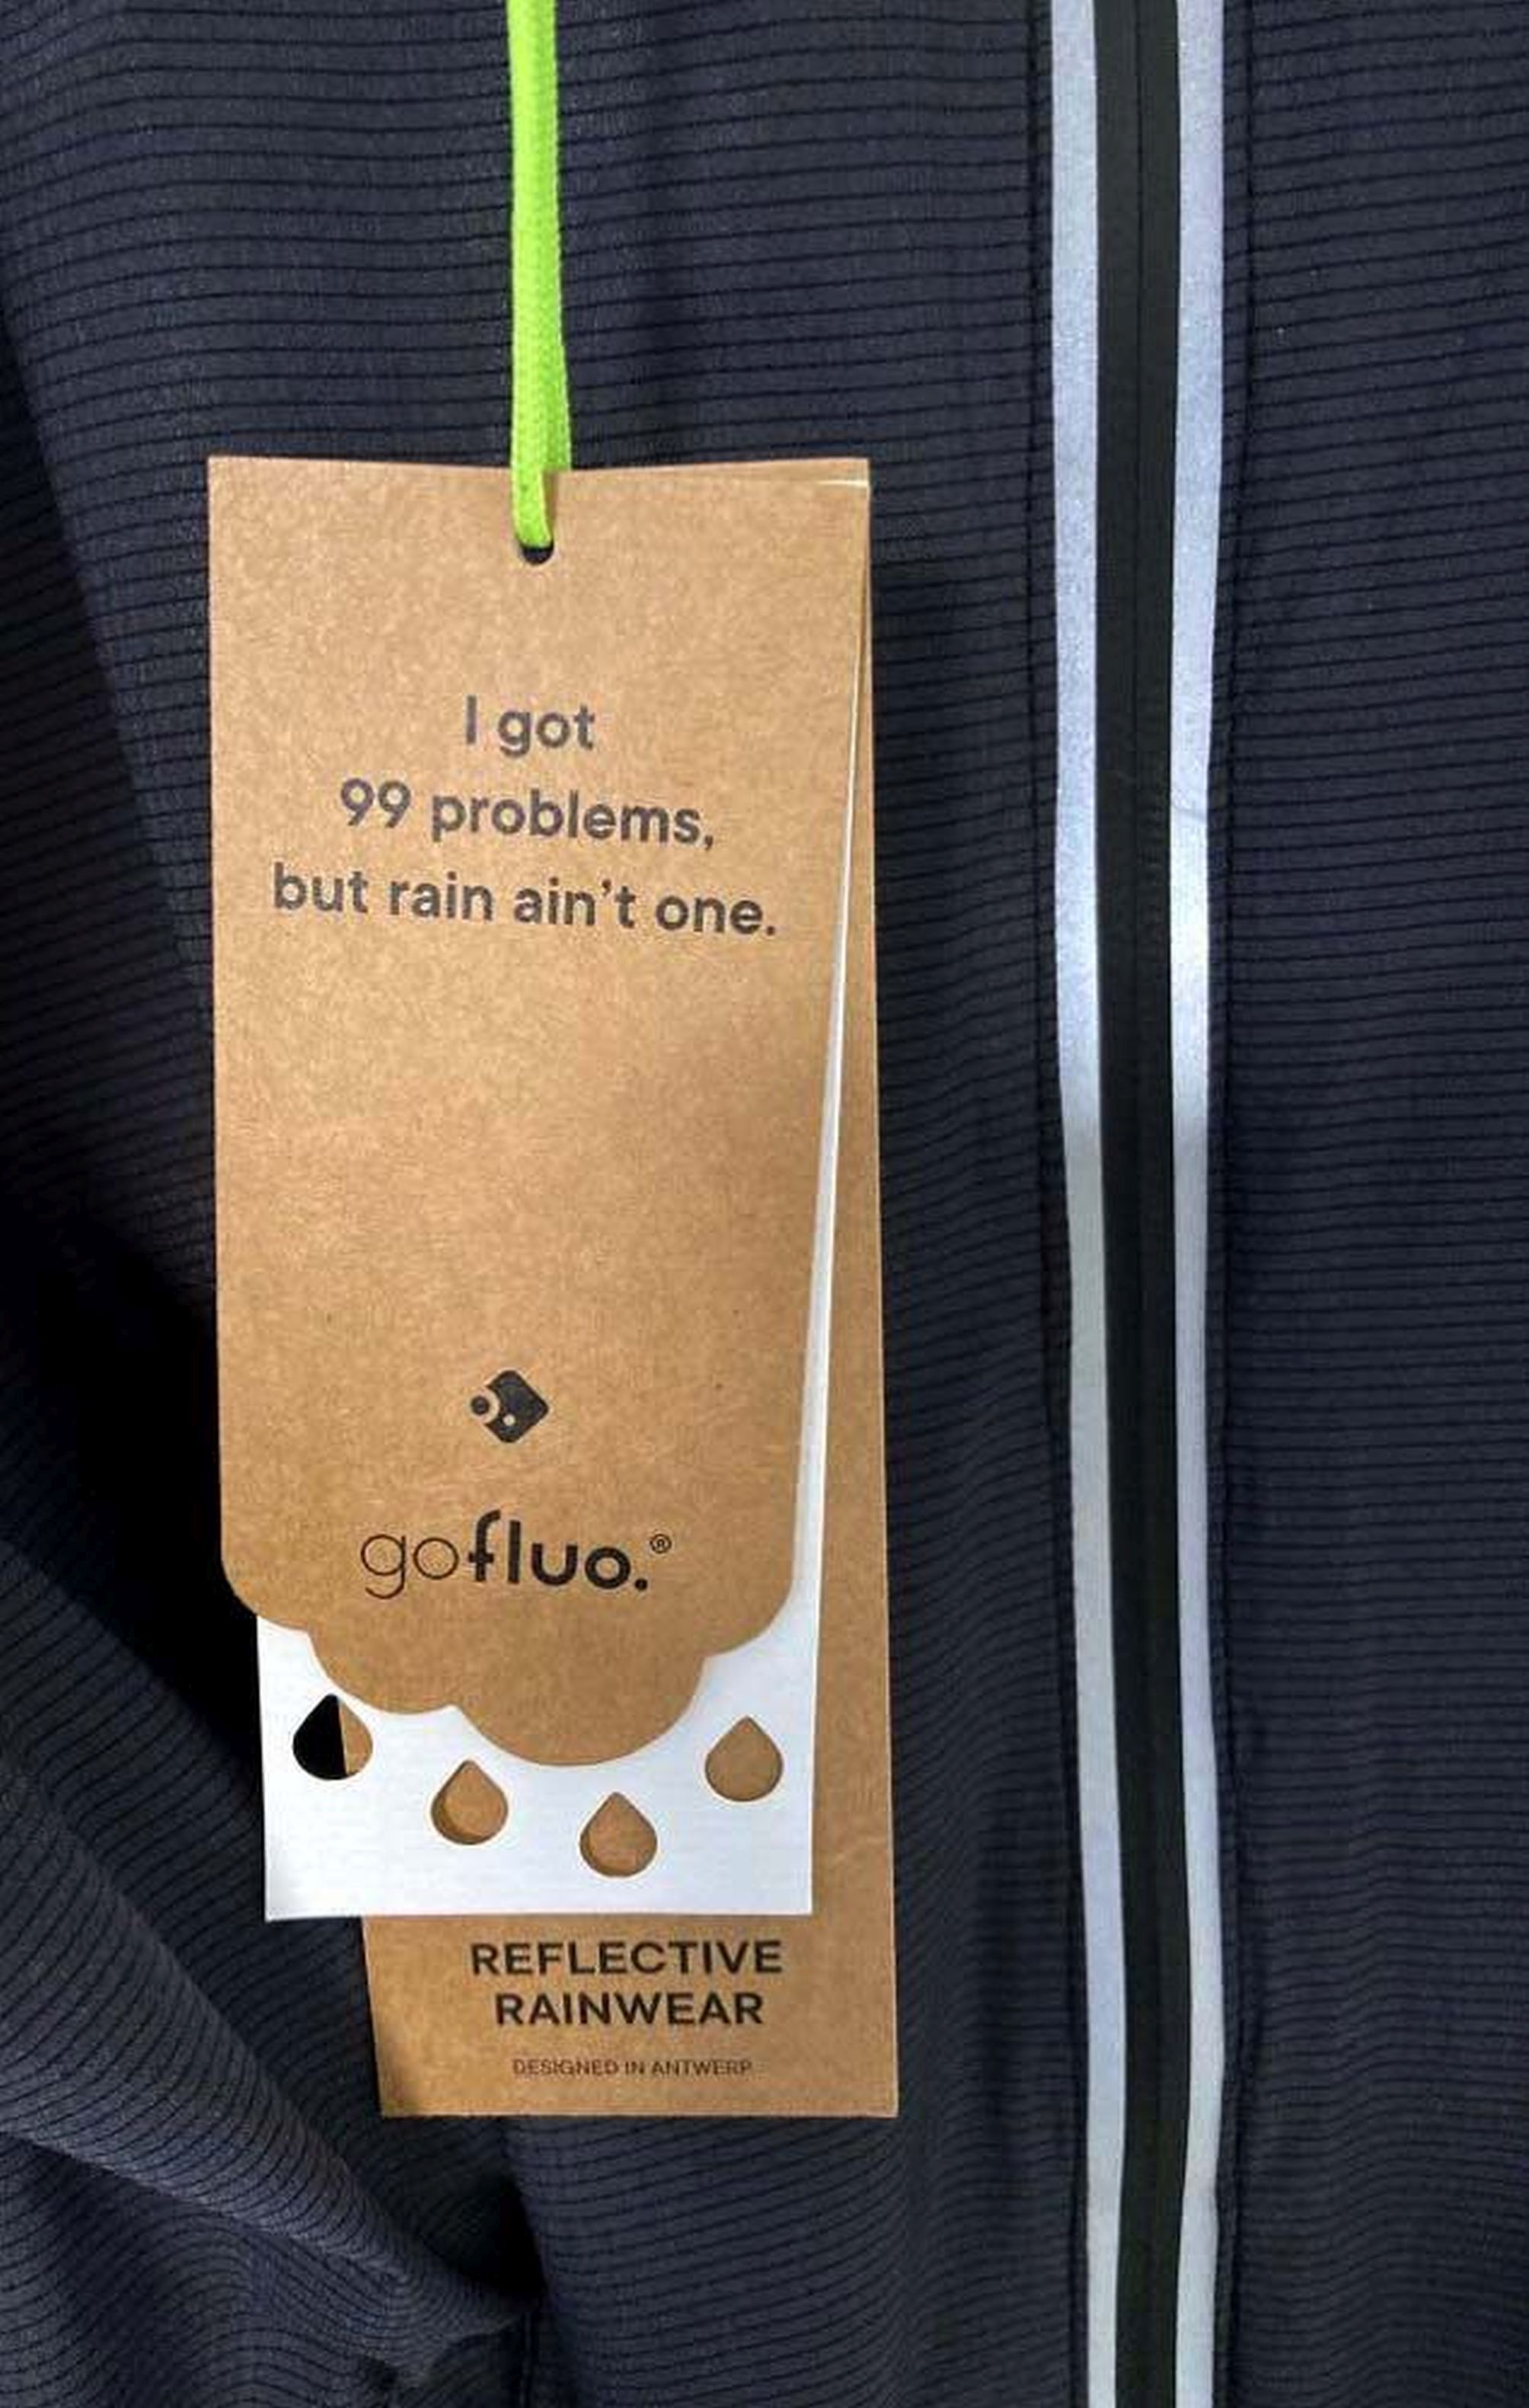 I got
99 problems,
but rain ain't one.
gofluo.®
REFLECTIVE
RAINWEAR
DESIGNED IN ANTWERP